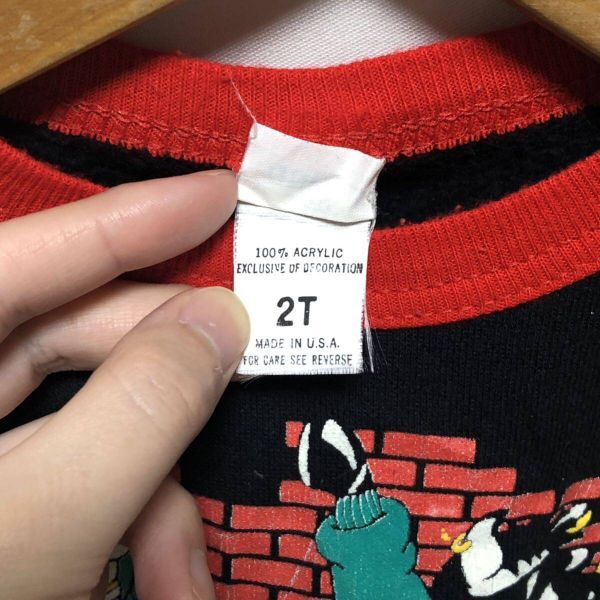 100% ACRYLIC
EXCLUSIVE OF DECORATION
2T
MADE IN U.S.A.
FOR CARE SEE REVERSE